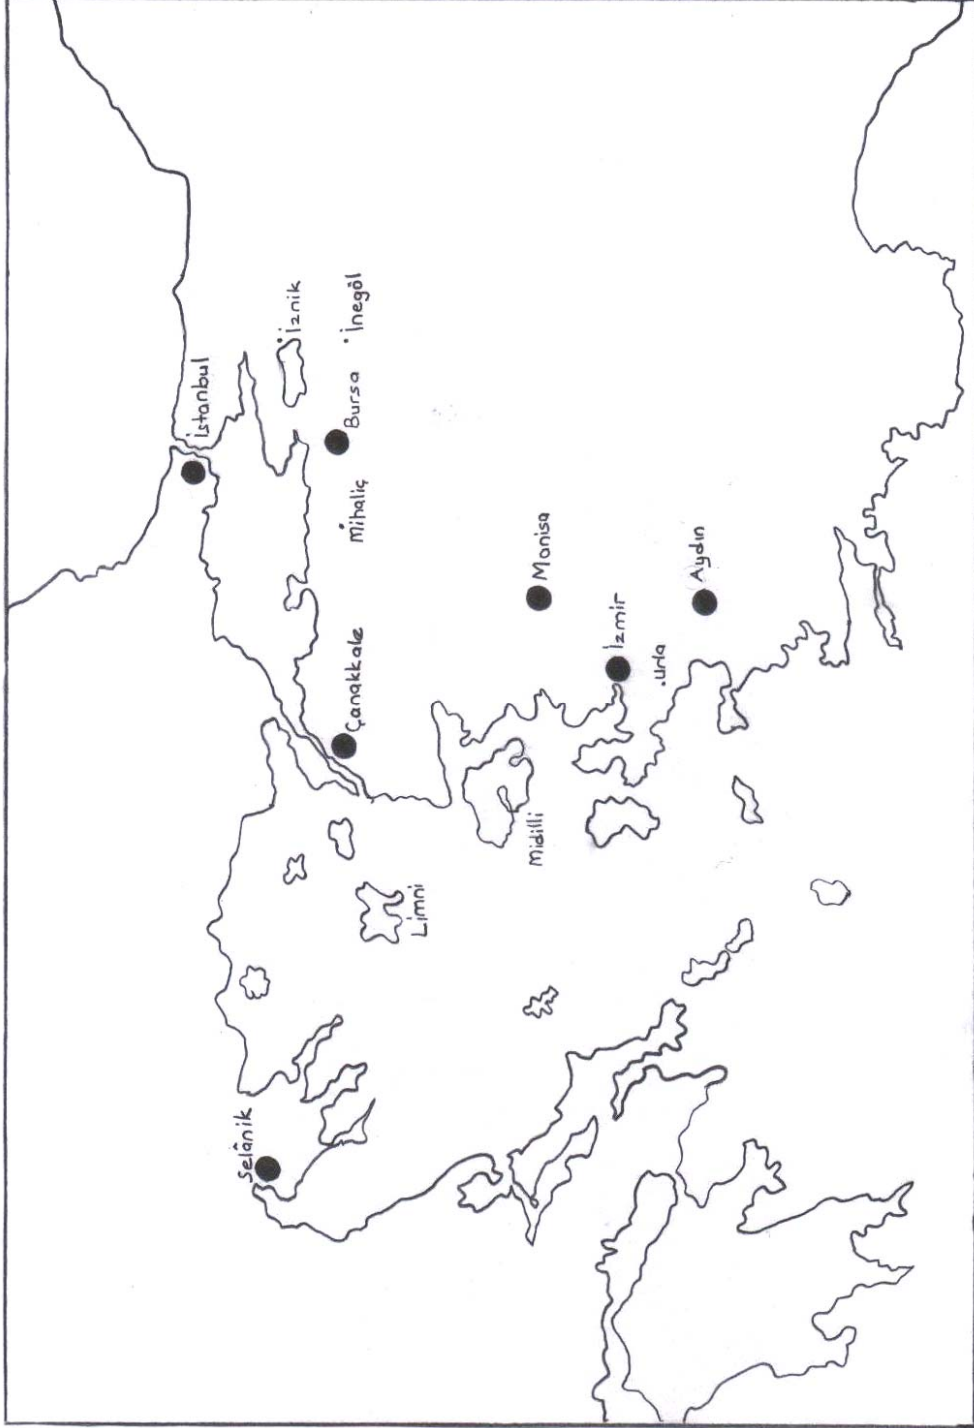 İstanbul
İznik
Bursa
İnegöl
Mihaliç
Çanakkale
Selânik
Limni
Midilli
Manisa
İzmir
Urla
Aydın